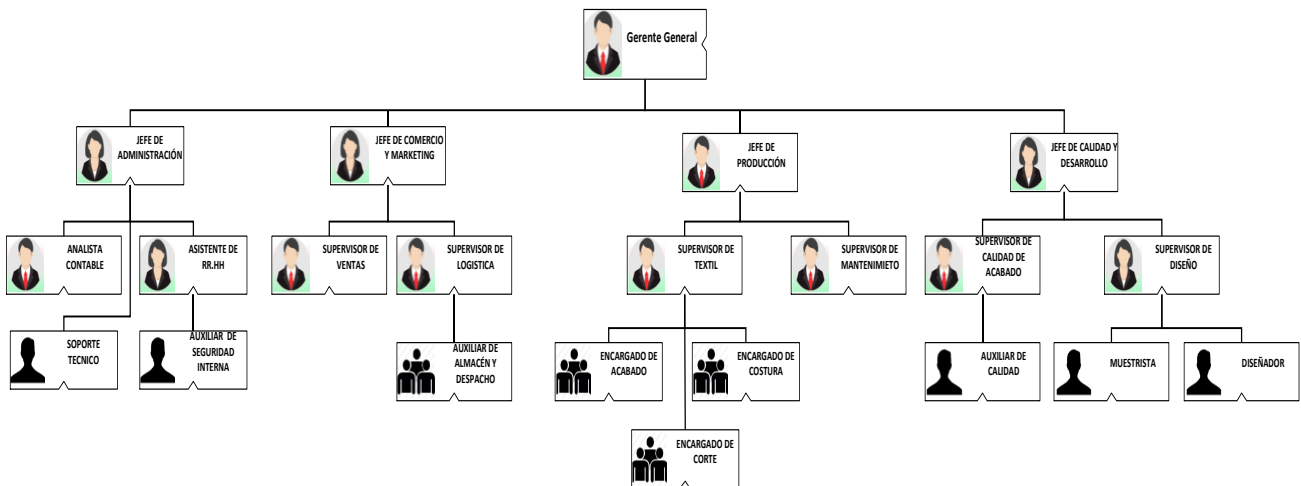 Gerente General
JEFE DE
ADMINISTRACIÓN
JEFE DE COMERCIO
Y MARKETING
JEFE DE
PRODUCCIÓN
JEFE DE CALIDAD Y
DESARROLLO
ANALISTA
CONTABLE
ASISTENTE DE
RR.HH
SUPERVISOR DE
VENTAS
SUPERVISOR DE
LOGISTICA
SUPERVISOR DE
TEXTIL
SUPERVISOR DE
MANTENIMIETO
SUPERVISOR DE
CALIDAD DE
ACABADO
SUPERVISOR DE
DISEÑO
SOPORTE
TECNICO
AUXILIAR DE
SEGURIDAD
INTERNA
AUXILIAR DE
ALMACÉN Y
DESPACHO
ENCARGADO DE
ACABADO
ENCARGADO DE
COSTURA
AUXILIAR DE
CALIDAD
MUESTRISTA
DISEÑADOR
ENCARGADO DE
CORTE